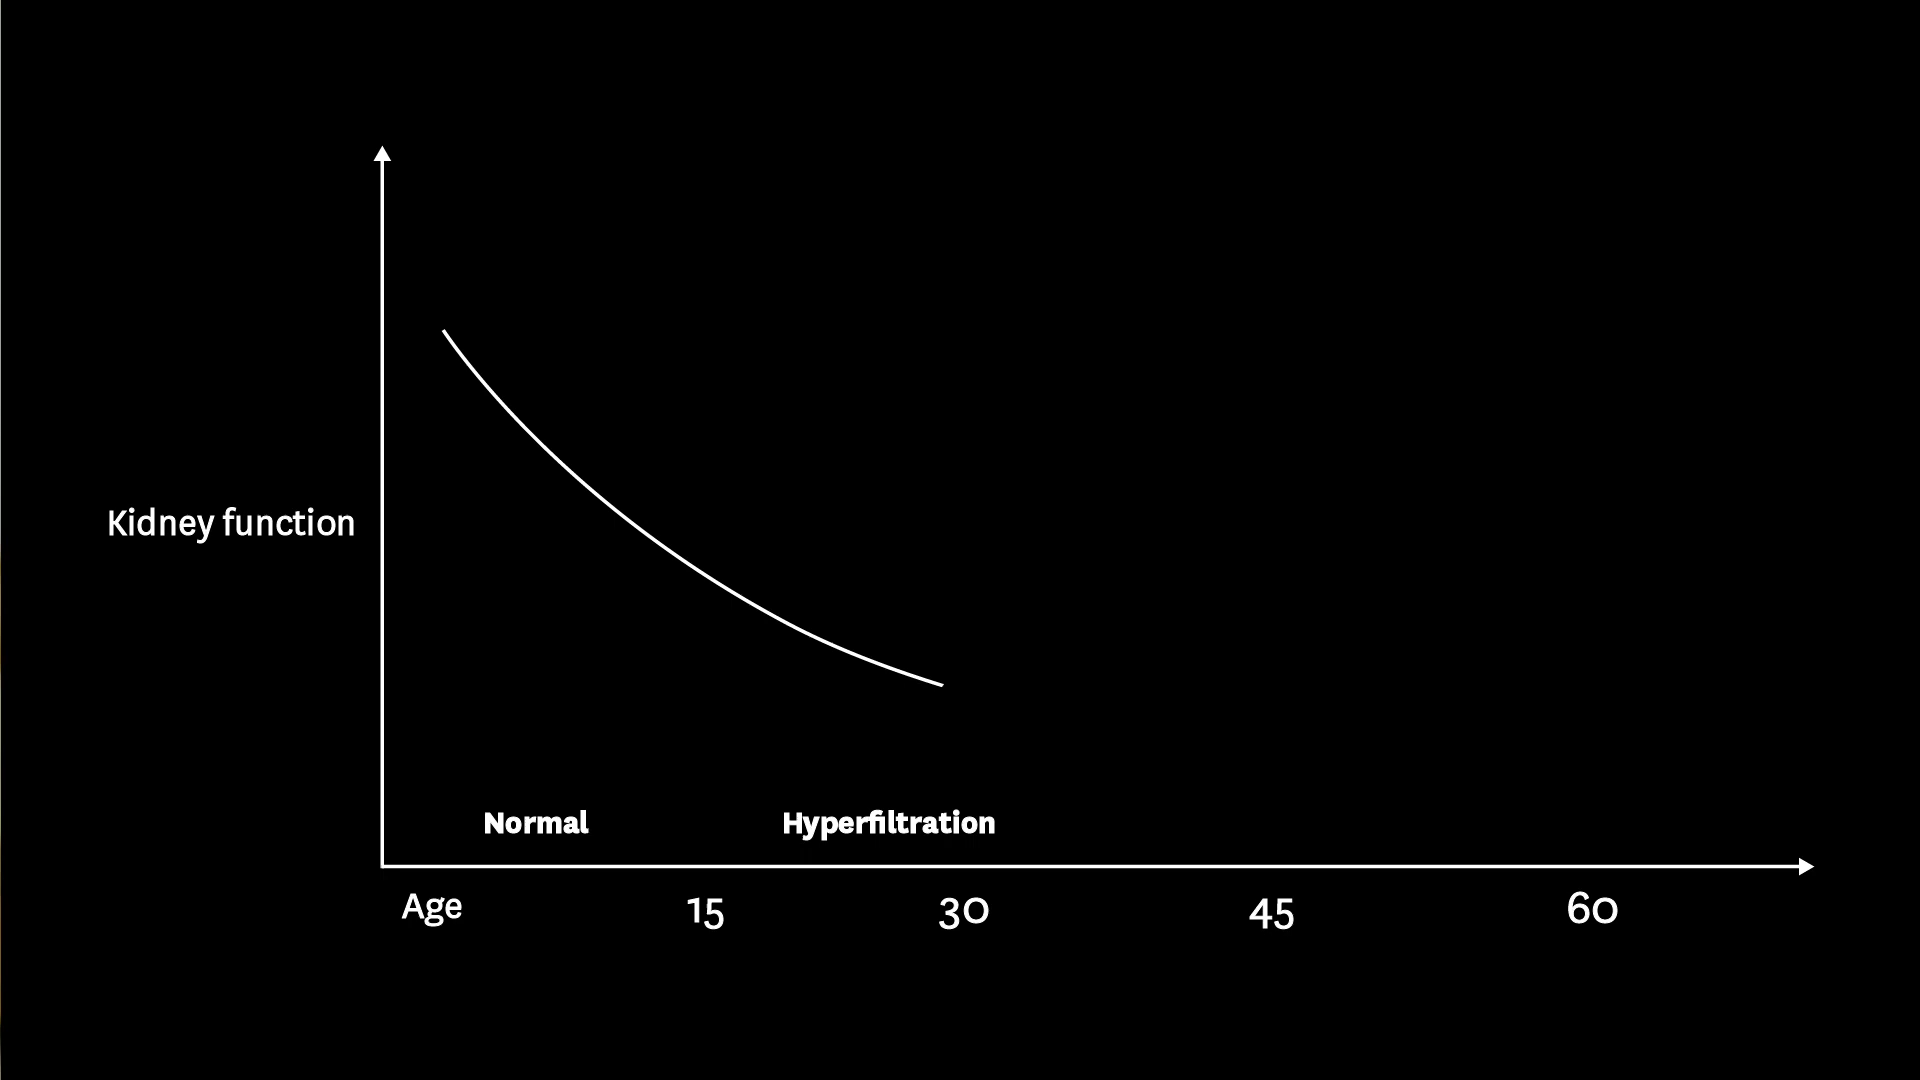 Kidney function
Normal
Hyperfiltration
Age
15
30
45
60